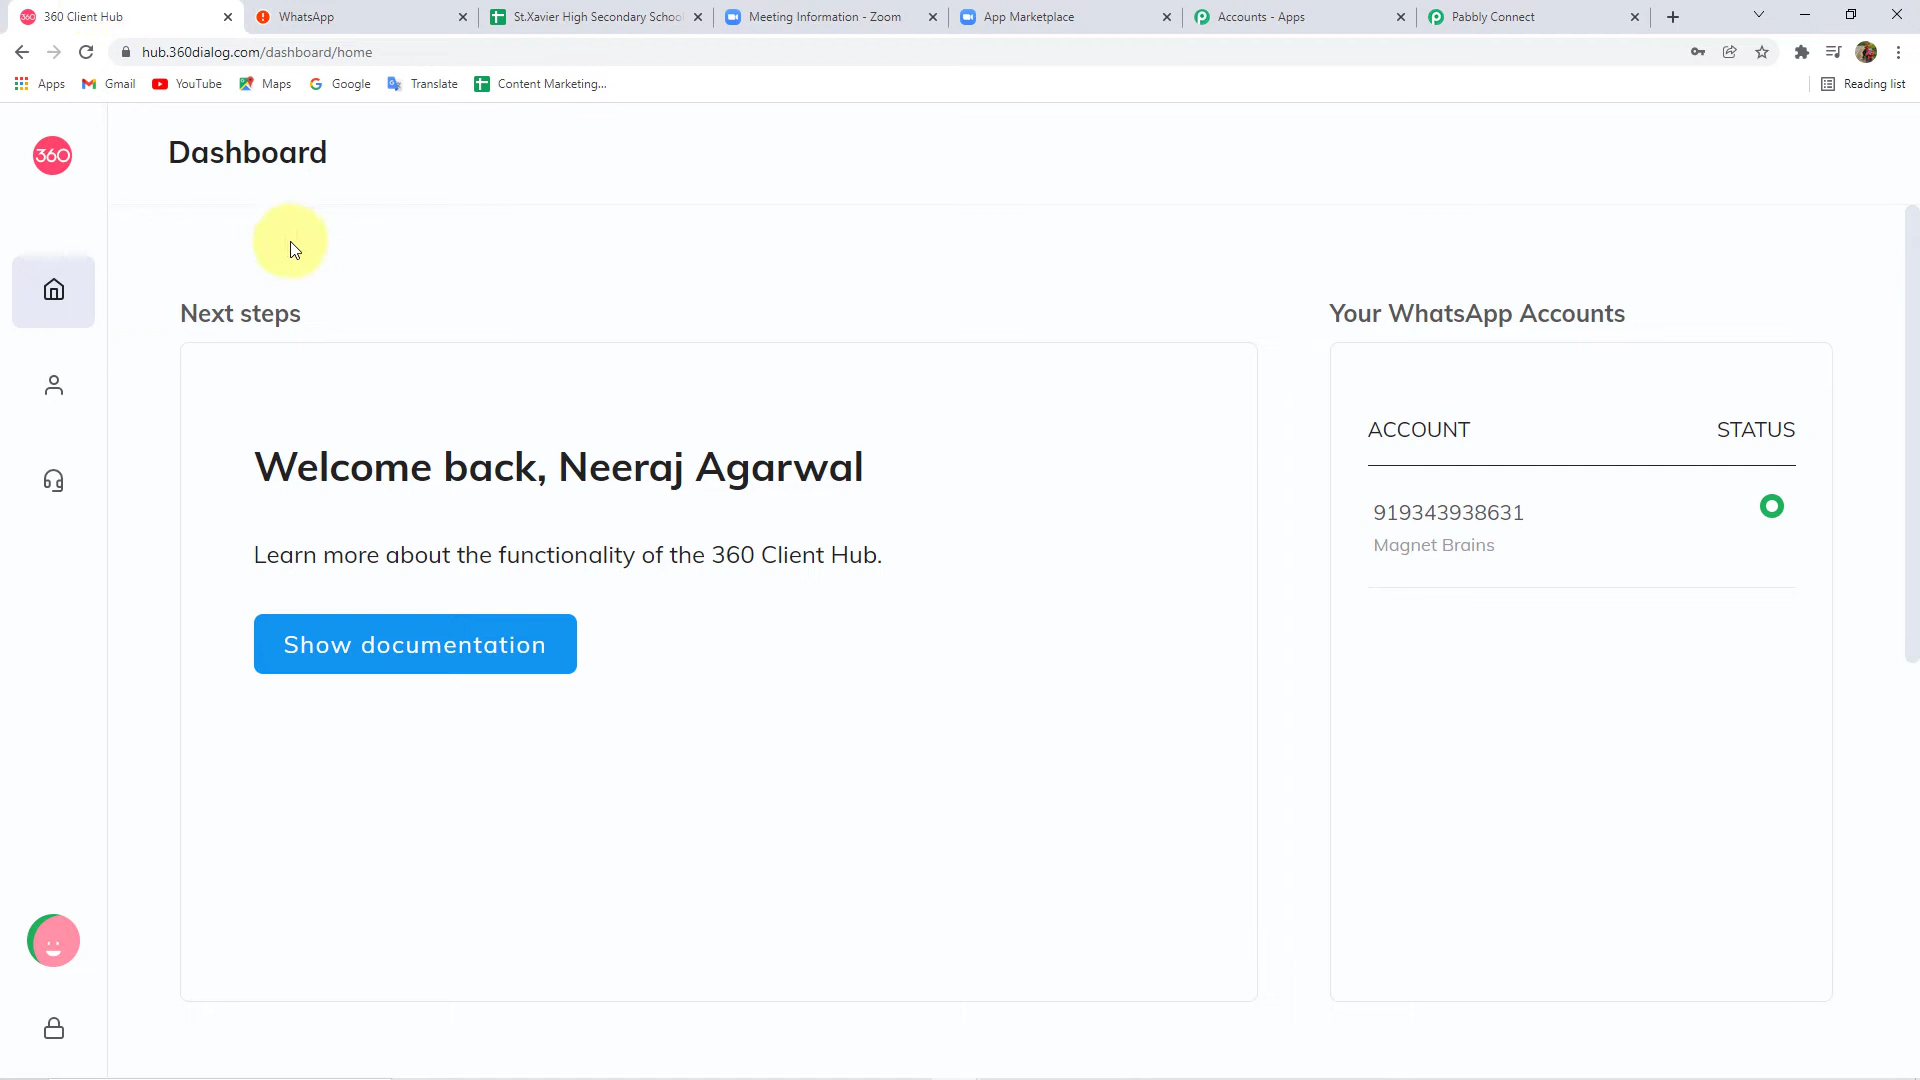 360 Client Hub
WhatsApp
St.Xavier High Secondary School
Meeting Information - Zoom
App Marketplace
Accounts - Apps
Pabbly Connect
hub.360dialog.com/dashboard/home
Apps
Gmail
YouTube
Maps
Google
Translate
Content Marketing...
Reading list
360
Dashboard
Next steps
Your WhatsApp Accounts
Welcome back, Neeraj Agarwal
Learn more about the functionality of the 360 Client Hub.
Show documentation
ACCOUNT STATUS
919343938631
Magnet Brains